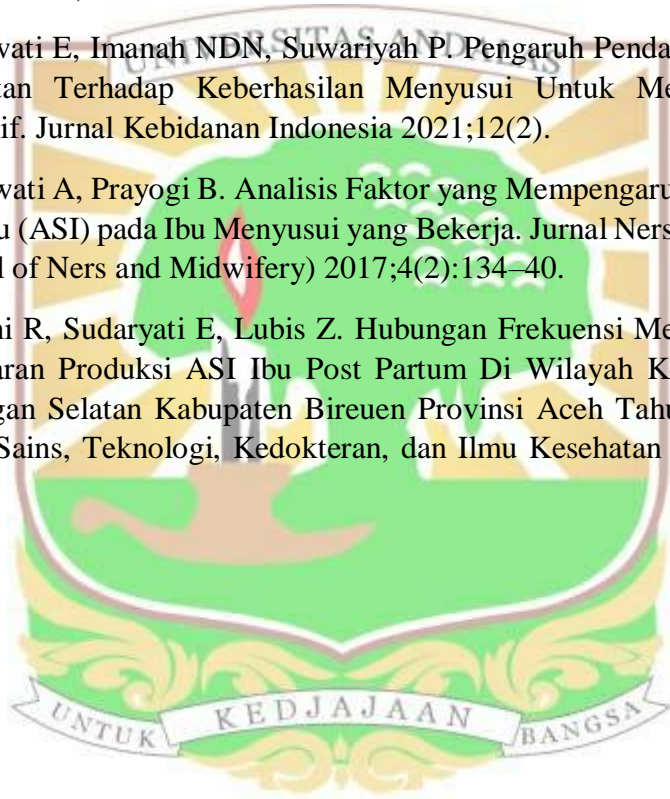 wati E, Imanah NDN, Suwariyah P. Pengaruh Penda
UNIVERSITAS ANDALAS
tan Terhadap Keberhasilan Menyusui Untuk Me
if. Jurnal Kebidanan Indonesia 2021;12(2).
wati A, Prayogi B. Analisis Faktor yang Mempengaru
u (ASI) pada Ibu Menyusui yang Bekerja. Jurnal Ners
l of Ners and Midwifery) 2017;4(2):134–40.
ni R, Sudaryati E, Lubis Z. Hubungan Frekuensi Me
aran Produksi ASI Ibu Post Partum Di Wilayah K
gan Selatan Kabupaten Bireuen Provinsi Aceh Tahu
Sains, Teknologi, Kedokteran, dan Ilmu Kesehatan
UNTUK KEDJAJAAN BANGSA